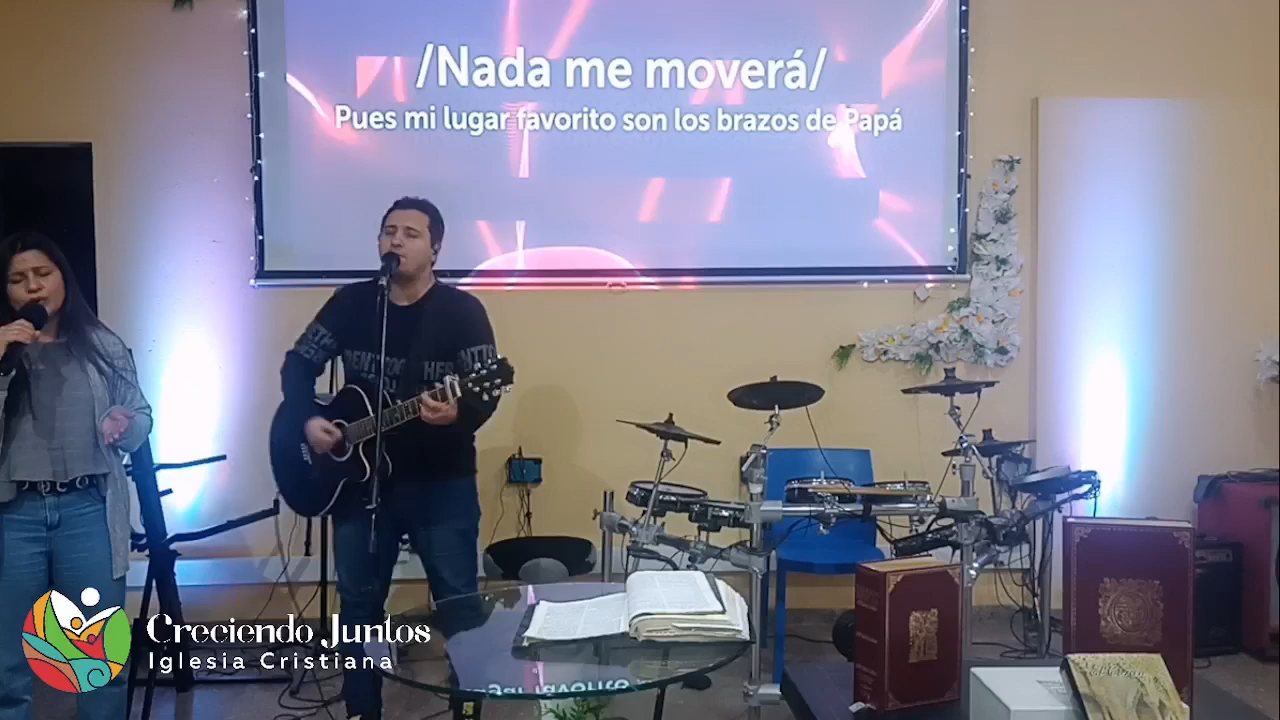 /Nada me moverá/
Pues mi lugar favorito son los brazos de Papá
Creciendo Juntos
Iglesia Cristiana